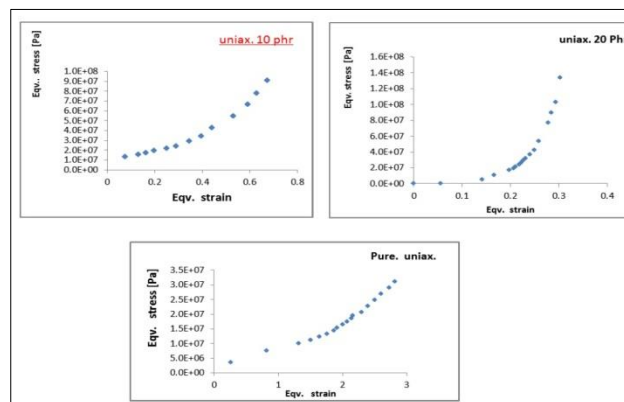 uniax. 10 phr
Eqv.. stress [Pa]
1.0E+08
9.0E+07
8.0E+07
7.0E+07
6.0E+07
5.0E+07
4.0E+07
3.0E+07
2.0E+07
1.0E+07
0.0E+00
0 0.2 0.4 0.6 0.8
Eqv. strain
uniax. 20 Phr
Eqv. stress [Pa]
1.6E+08
1.4E+08
1.2E+08
1.0E+08
8.0E+07
6.0E+07
4.0E+07
2.0E+07
0.0E+00
0 0.1 0.2 0.3 0.4
Eqv. strain
Pure. uniax.
Eqv. stress [Pa]
3.5E+07
3.0E+07
2.5E+07
2.0E+07
1.5E+07
1.0E+07
5.0E+06
0.0E+00
0 1 2 3
Eqv. strain